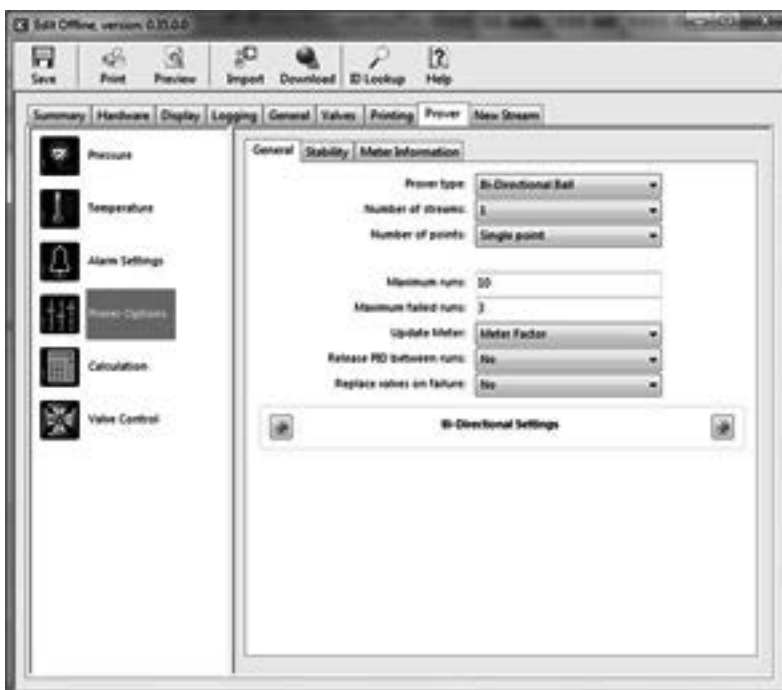 Edit Offline, version: 0.35.0.0
Save Print Preview Import Download ID Lookup Help
Summary Hardware Display Logging General Valves Printing Prover New Stream
Pressure
Temperature
Alarm Settings
Prover Options
Calculation
Valve Control
General Stability Meter Information
Prover type: Bi-Directional Ball
Number of streams: 1
Number of points: Single point
Maximum runs: 10
Maximum failed runs: 3
Update Meter: Meter Factor
Release PID between runs: No
Replace valves on failure: No
Bi-Directional Settings